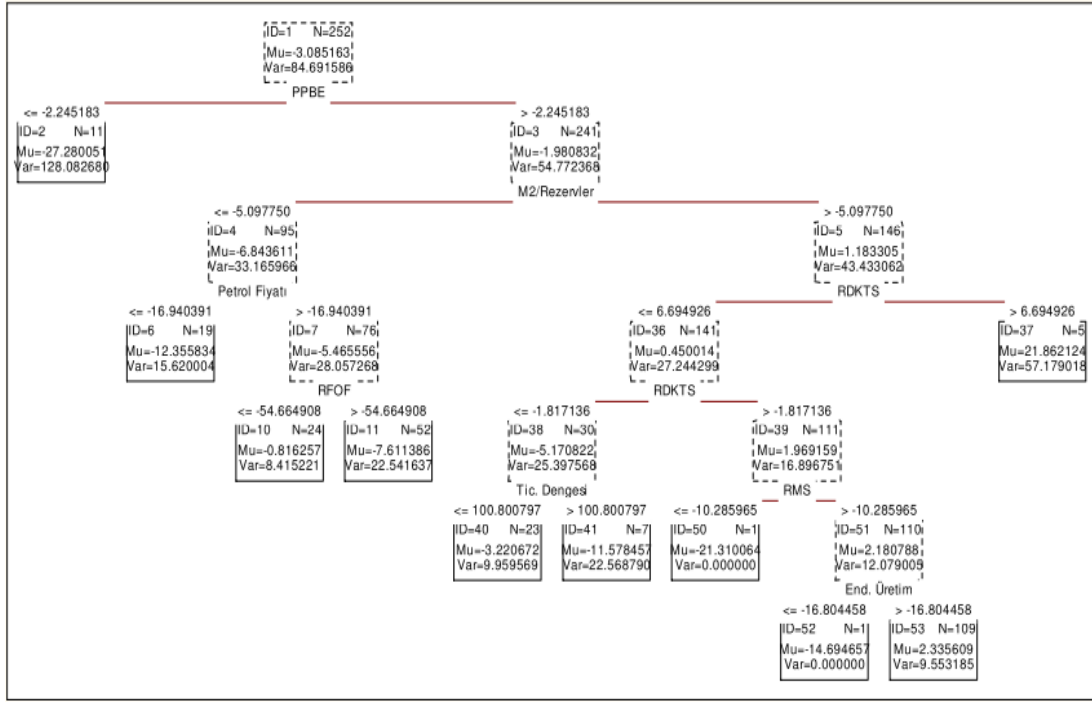 ID=1 N=252
Mu=-3.085163
Var=84.691586
PPBE
<= -2.245183 > -2.245183
ID=2 N=11
Mu=-27.280051
Var=128.082680
ID=3 N=241
Mu=-1.980832
Var=54.772368
M2/Rezervler
<= -5.097750 > -5.097750
ID=4 N=95
Mu=-6.843611
Var=33.165966
Petrol Fiyatı
ID=5 N=146
Mu=1.183305
Var=43.433062
RDKTS
<= -16.940391 > -16.940391
ID=6 N=19
Mu=-12.355834
Var=15.620004
ID=7 N=76
Mu=-5.465556
Var=28.057268
RFOF
<= 6.694926 > 6.694926
ID=36 N=141
Mu=0.450014
Var=27.244299
RDKTS
ID=37 N=5
Mu=21.862124
Var=57.179018
<= -54.664908 > -54.664908
ID=10 N=24
Mu=-0.816257
Var=8.415221
ID=11 N=52
Mu=-7.611386
Var=22.541637
<= -1.817136 > -1.817136
ID=38 N=30
Mu=-5.170822
Var=25.397568
Tic. Dengesi
ID=39 N=111
Mu=1.969159
Var=16.896751
RMS
<= 100.800797 > 100.800797
ID=40 N=23
Mu=-3.220672
Var=9.959569
ID=41 N=7
Mu=-11.578457
Var=22.568790
<= -10.285965 > -10.285965
ID=50 N=1
Mu=-21.310064
Var=0.000000
ID=51 N=110
Mu=2.180788
Var=12.079005
End. Üretim
<= -16.804458 > -16.804458
ID=52 N=1
Mu=-14.694657
Var=0.000000
ID=53 N=109
Mu=2.335609
Var=9.553185